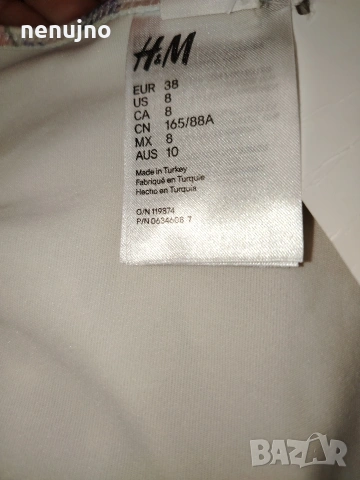 nenujno
H&M
EUR 38
US 8
CA 8
CN 165/88A
MX 8
AUS 10
Made in Turkey
Fabriqué en Turquie
Hecho en Turquía
O/N 119874
P/N 0634608 7
BAZAR